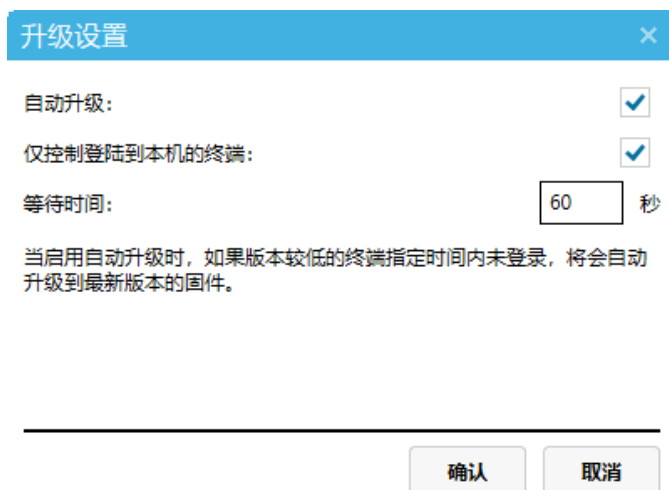 升级设置
自动升级：
仅控制登陆到本机的终端：
等待时间： 60 秒
当启用自动升级时，如果版本较低的终端指定时间内未登录，将会自动
升级到最新版本的固件。
确认 取消